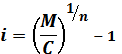 i = (M/C)^{1/n} - 1